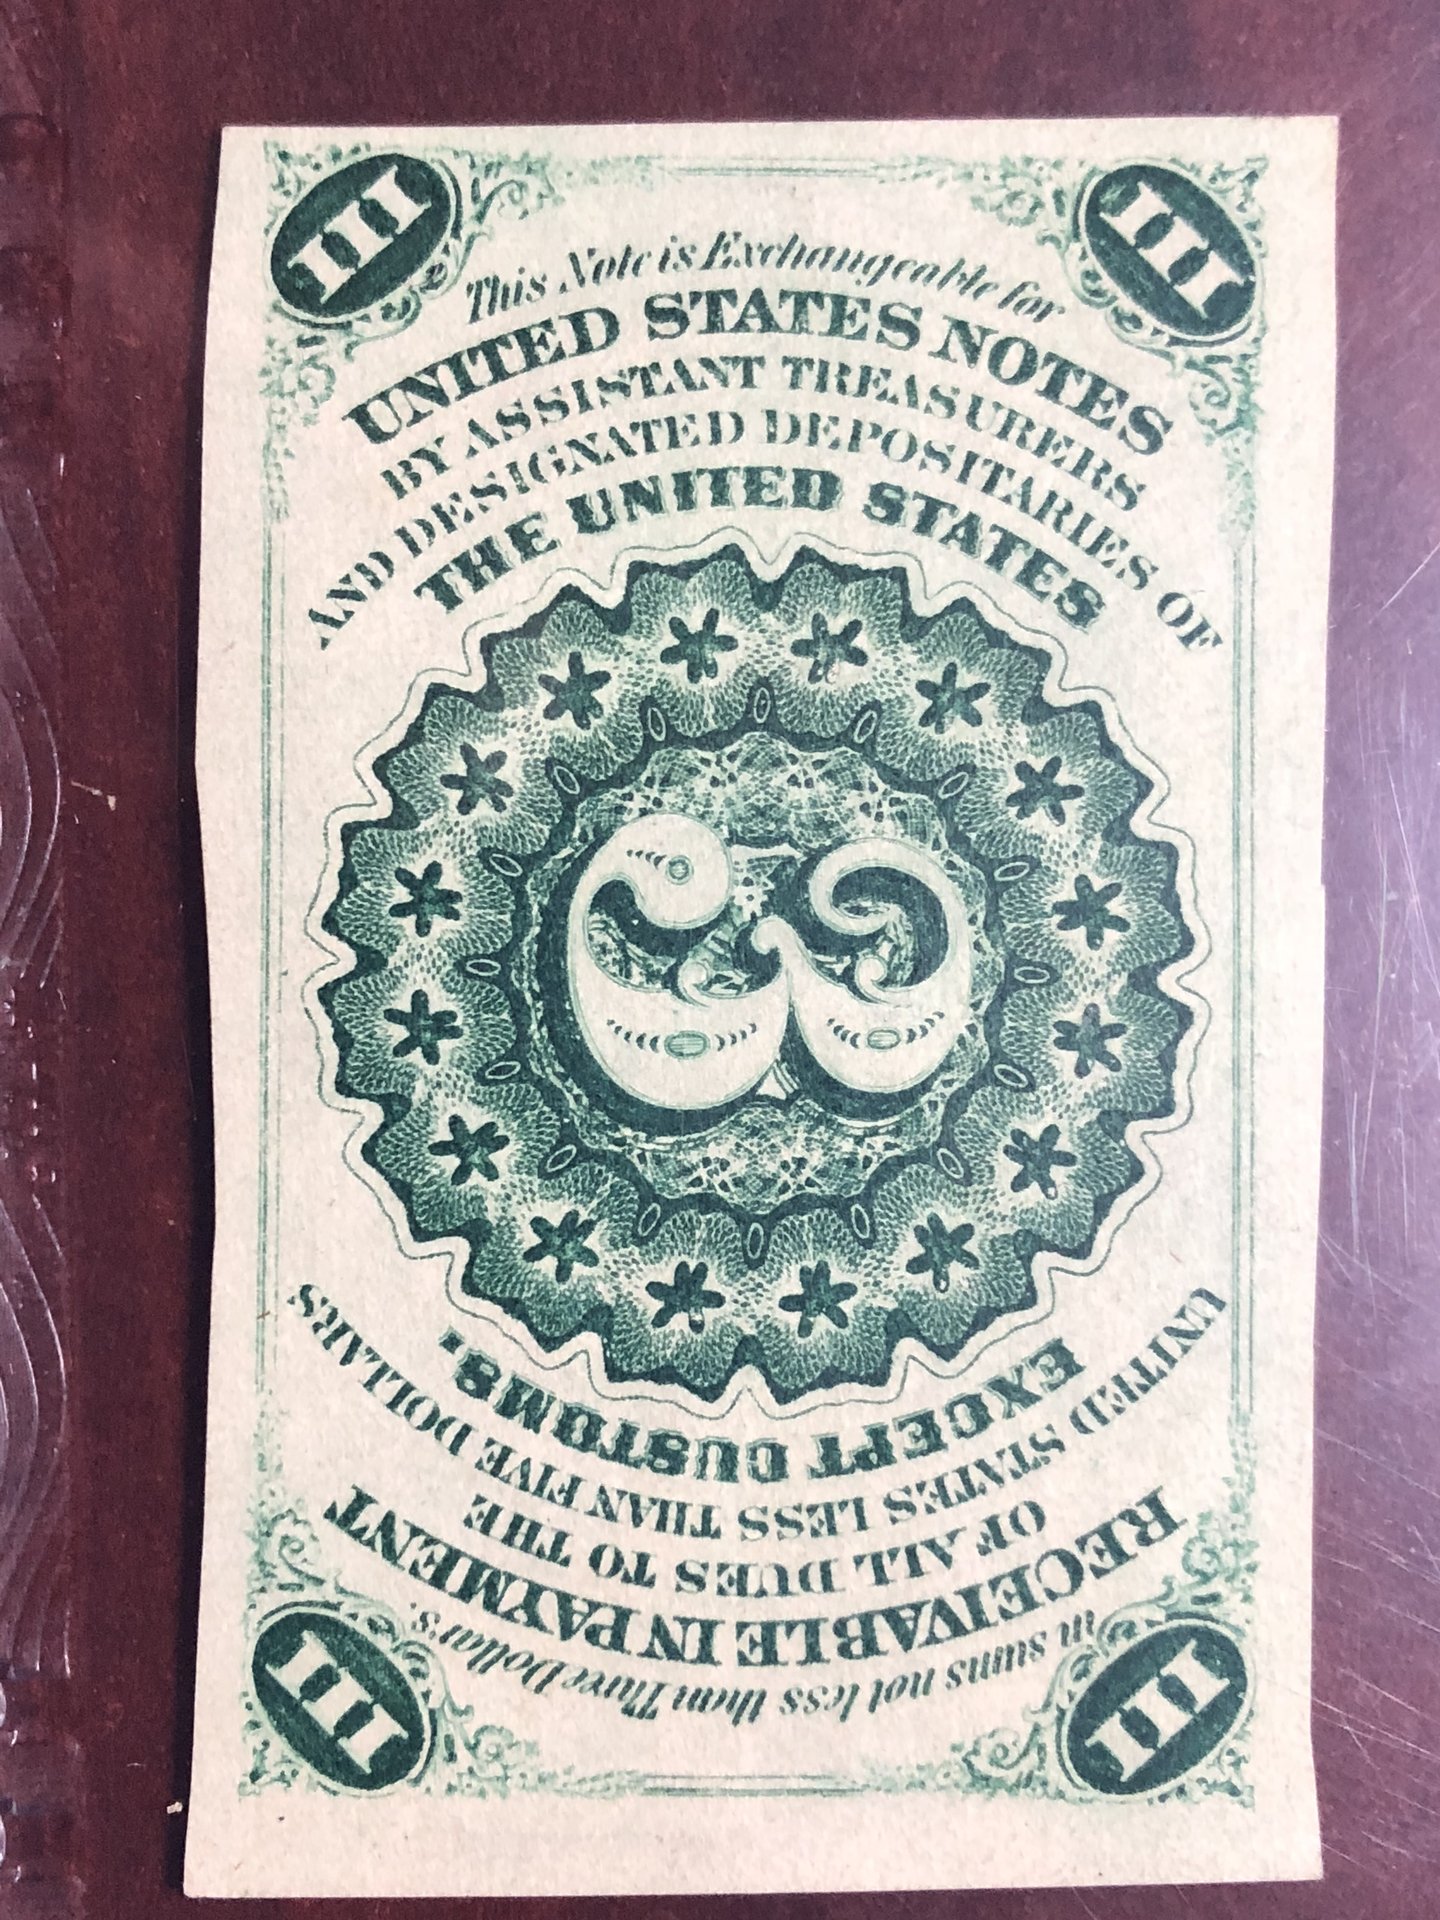 III
III
This Note is Exchangeable for
UNITED STATES NOTES
BY ASSISTANT TREASURERS
AND DESIGNATED DEPOSITARIES OF
THE UNITED STATES
3
in sums not less than Three Dollars.
RECEIVABLE IN PAYMENT
OF ALL DUES TO THE
UNITED STATES LESS THAN FIVE DOLLARS
EXCEPT CUSTOMS.
III
III